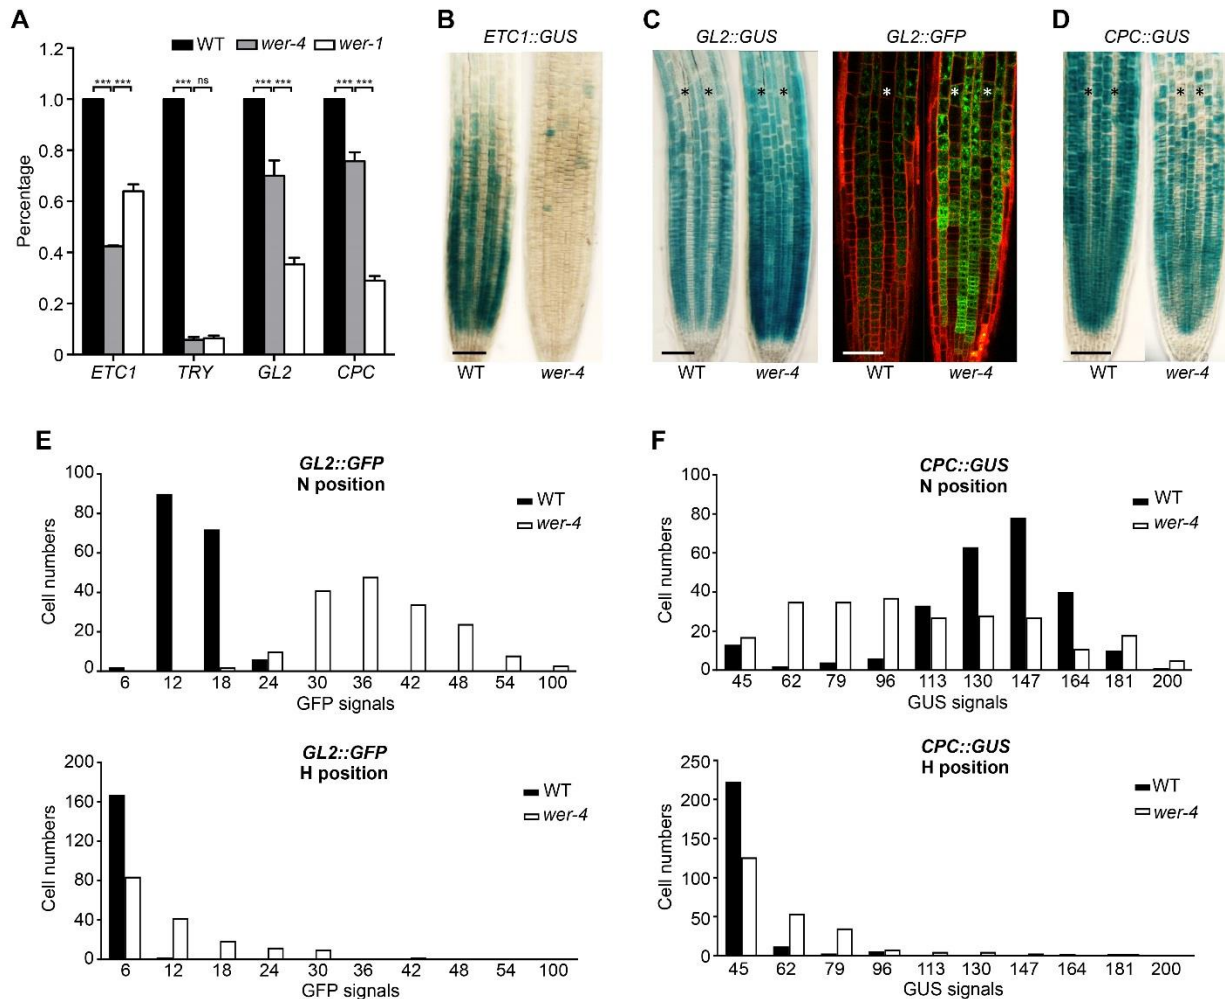 A
WT wer-4 wer-1
1.2
1.0
0.8
0.6
0.4
0.2
0
Percentage
*** *** *** ns *** *** *** ***
ETC1 TRY GL2 CPC
B
ETC1::GUS
WT wer-4
C
GL2::GUS GL2::GFP
* * * * * * *
WT wer-4 WT wer-4
D
CPC::GUS
* * * *
WT wer-4
E
GL2::GFP
N position
WT
wer-4
100
80
60
40
20
0
Cell numbers
6 12 18 24 30 36 42 48 54 100
GFP signals
GL2::GFP
H position
WT
wer-4
200
160
120
80
40
0
Cell numbers
6 12 18 24 30 36 42 48 54 100
GFP signals
F
CPC::GUS
N position
WT
wer-4
100
80
60
40
20
0
Cell numbers
45 62 79 96 113 130 147 164 181 200
GUS signals
CPC::GUS
H position
WT
wer-4
250
200
150
100
50
0
Cell numbers
45 62 79 96 113 130 147 164 181 200
GUS signals